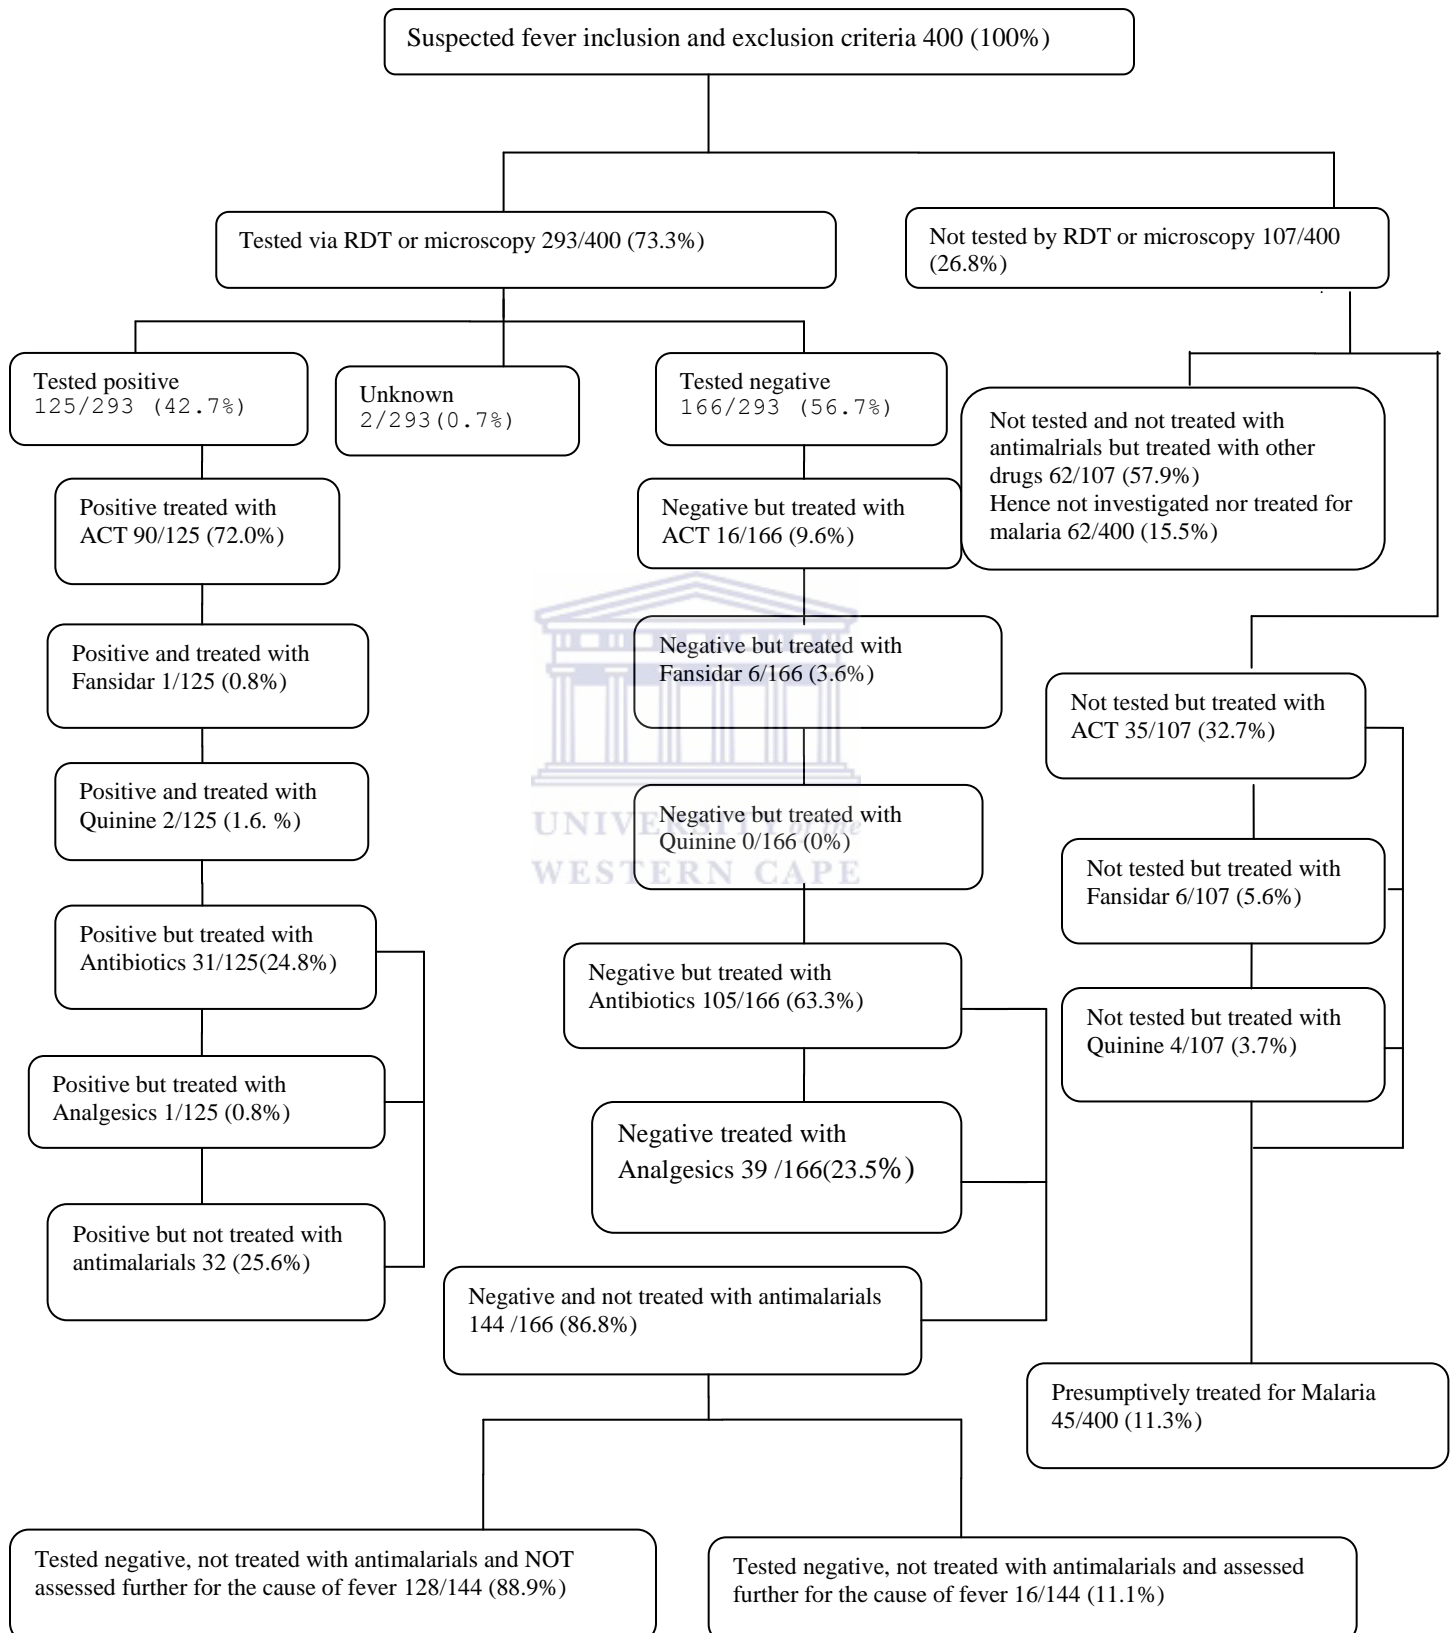 Suspected fever inclusion and exclusion criteria 400 (100%)
Tested via RDT or microscopy 293/400 (73.3%)
Not tested by RDT or microscopy 107/400
(26.8%)
Tested positive
125/293 (42.7%)
Unknown
2/293(0.7%)
Tested negative
166/293 (56.7%)
Not tested and not treated with
antimalrials but treated with other
drugs 62/107 (57.9%)
Hence not investigated nor treated for
malaria 62/400 (15.5%)
Positive treated with
ACT 90/125 (72.0%)
Negative but treated with
ACT 16/166 (9.6%)
Positive and treated with
Fansidar 1/125 (0.8%)
Negative but treated with
Fansidar 6/166 (3.6%)
Not tested but treated with
ACT 35/107 (32.7%)
Positive and treated with
Quinine 2/125 (1.6. %)
Negative but treated with
Quinine 0/166 (0%)
UNIVERSITY of the
WESTERN CAPE
Not tested but treated with
Fansidar 6/107 (5.6%)
Positive but treated with
Antibiotics 31/125(24.8%)
Negative but treated with
Antibiotics 105/166 (63.3%)
Not tested but treated with
Quinine 4/107 (3.7%)
Positive but treated with
Analgesics 1/125 (0.8%)
Negative treated with
Analgesics 39 /166(23.5%)
Positive but not treated with
antimalarials 32 (25.6%)
Negative and not treated with antimalarials
144 /166 (86.8%)
Presumptively treated for Malaria
45/400 (11.3%)
Tested negative, not treated with antimalarials and NOT
assessed further for the cause of fever 128/144 (88.9%)
Tested negative, not treated with antimalarials and assessed
further for the cause of fever 16/144 (11.1%)